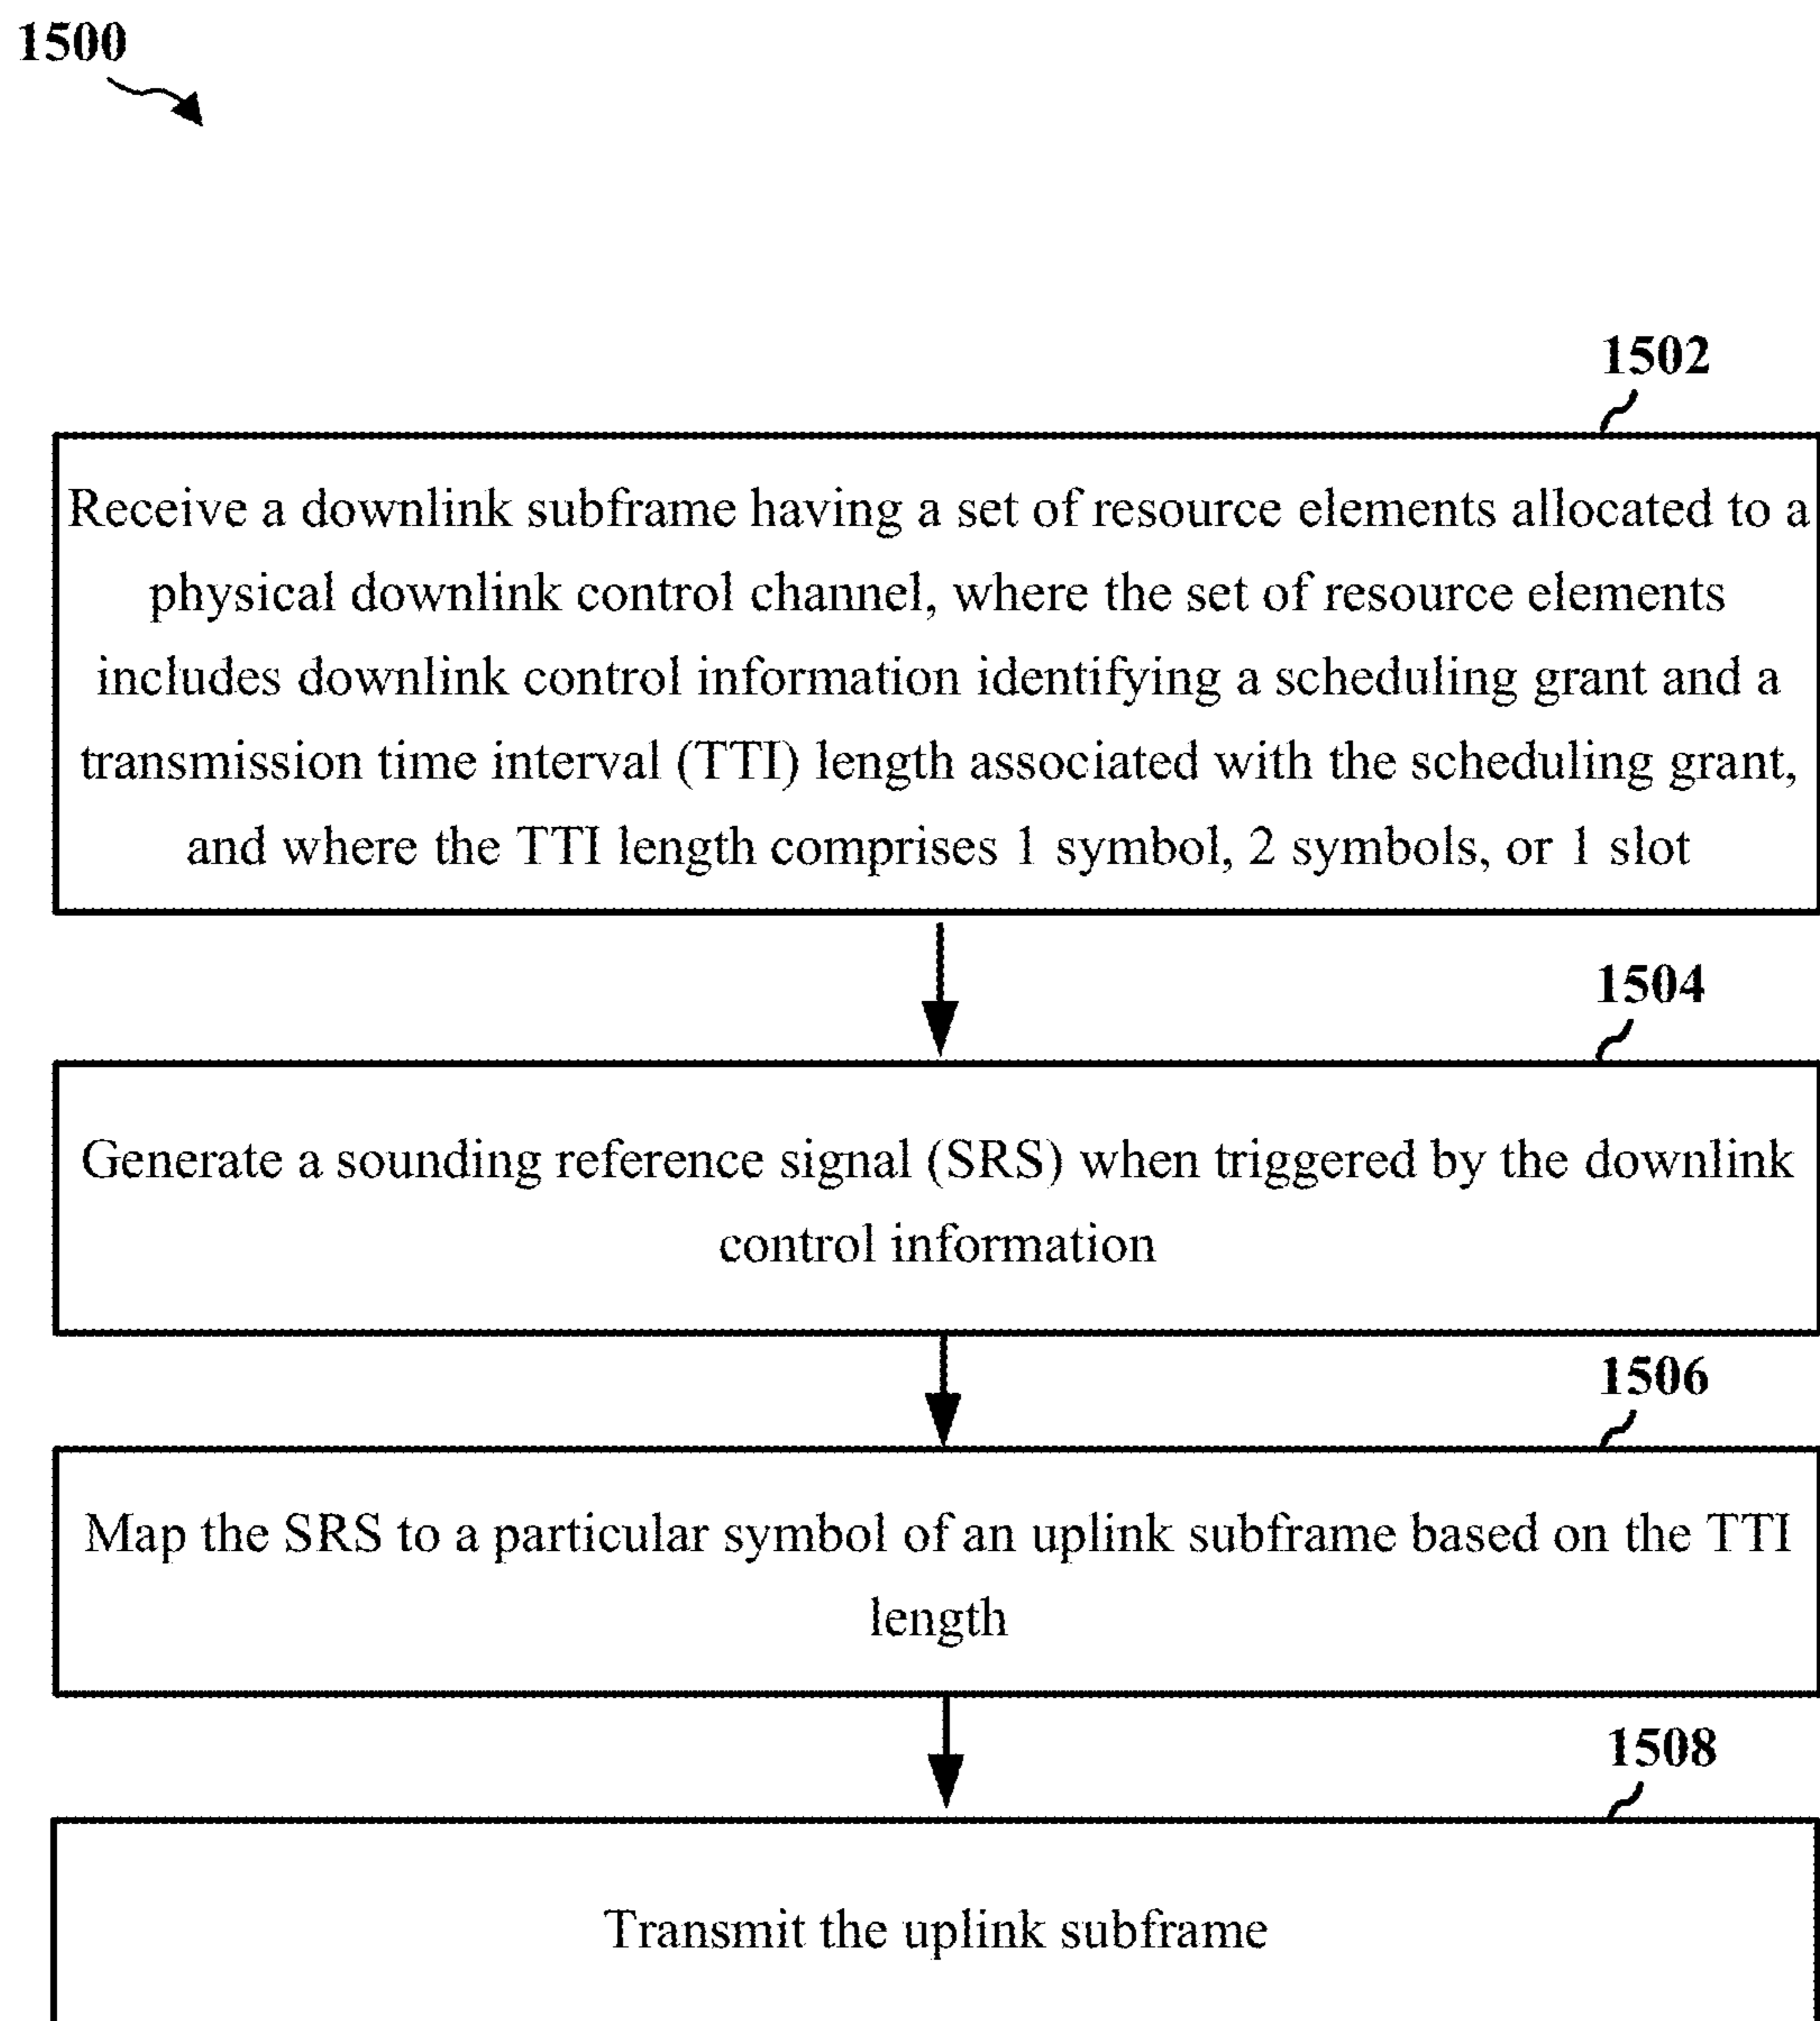 1500
1502
Receive a downlink subframe having a set of resource elements allocated to a
physical downlink control channel, where the set of resource elements
includes downlink control information identifying a scheduling grant and a
transmission time interval (TTI) length associated with the scheduling grant,
and where the TTI length comprises 1 symbol, 2 symbols, or 1 slot
1504
Generate a sounding reference signal (SRS) when triggered by the downlink
control information
1506
Map the SRS to a particular symbol of an uplink subframe based on the TTI
length
1508
Transmit the uplink subframe